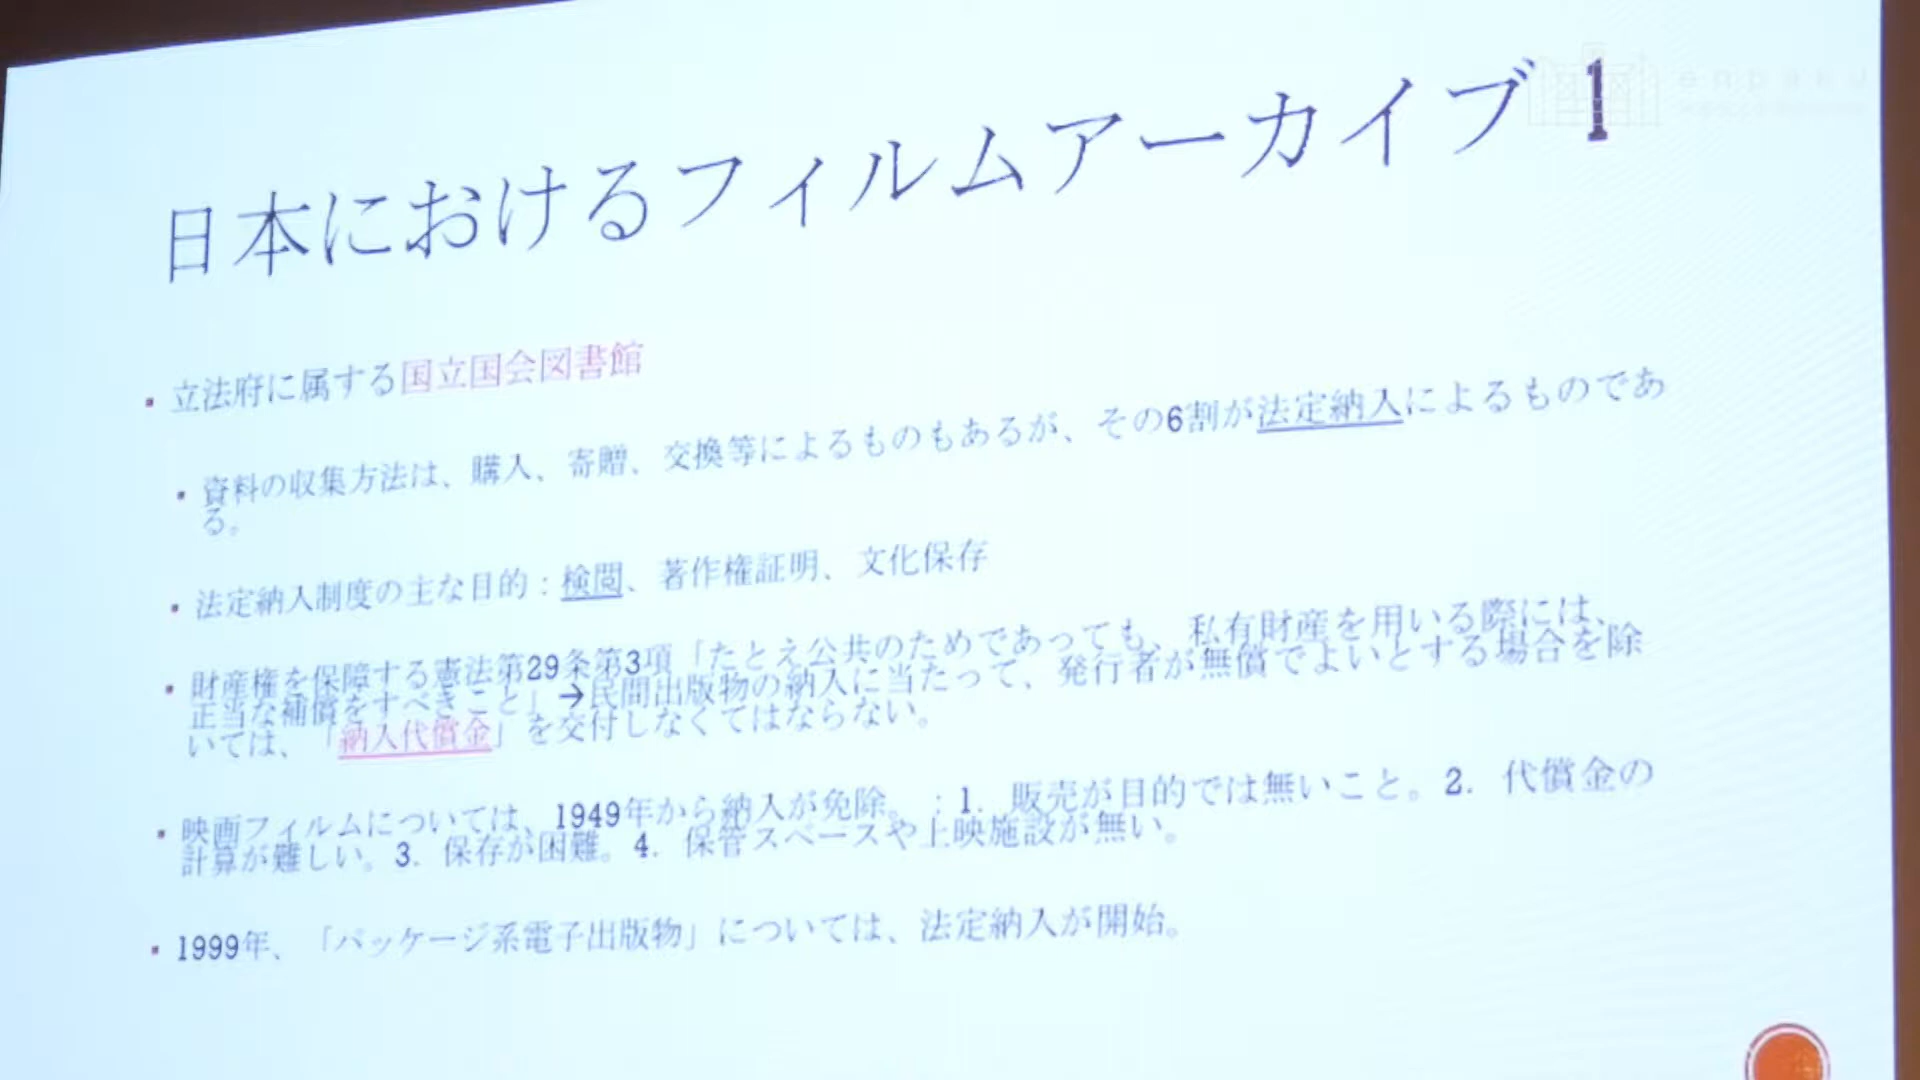 enpaku
日本におけるフィルムアーカイブ 1
▪ 立法府に属する国立国会図書館
▪ 資料の収集方法は、購入、寄贈、交換等によるものもあるが、その6割が法定納入によるものであ
る。
▪ 法定納入制度の主な目的：検閲、著作権証明、文化保存
▪ 財産権を保障する憲法第29条第3項「たとえ公共のためであっても、私有財産を用いる際には、
正当な補償をすべきこと」→民間出版物の納入に当たって、発行者が無償でよいとする場合を除
いては、「納入代償金」を交付しなくてはならない。
▪ 映画フィルムについては、1949年から納入が免除。：1. 販売が目的では無いこと。2. 代償金の
計算が難しい。3. 保存が困難。4. 保管スペースや上映施設が無い。
▪ 1999年、「パッケージ系電子出版物」については、法定納入が開始。